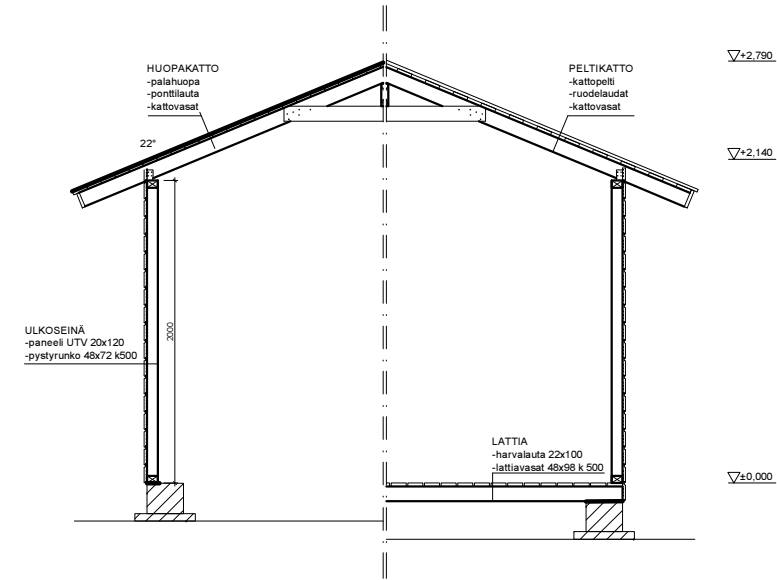 HUOPAKATTO
-palahuopa
-ponttilauta
-kattovasat
PELTIKATTO
-kattopelti
-ruodelaudat
-kattovasat
+2,790
22°
+2,140
2000
ULKOSEINÄ
-paneeli UTV 20x120
-pystyrunko 48x72 k500
LATTIA
-harvalauta 22x100
-lattiavasat 48x98 k 500
±0,000